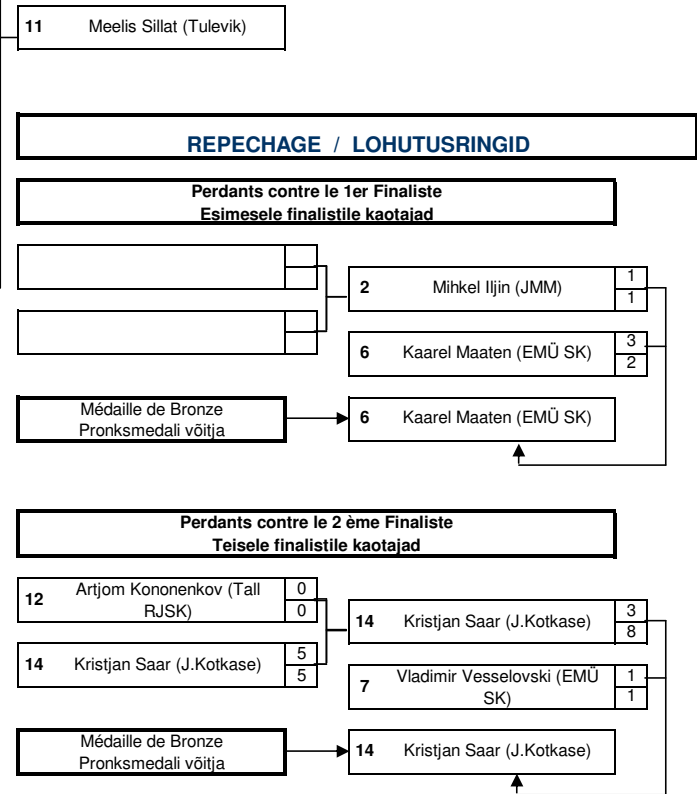 11 Meelis Sillat (Tulevik)
REPECHAGE / LOHUTUSRINGID
Perdants contre le 1er Finaliste
Esimesele finalistile kaotajad
2 Mihkel Iljin (JMM) 1
1
6 Kaarel Maaten (EMÜ SK) 3
2
Médaille de Bronze
Pronksmedali võitja
6 Kaarel Maaten (EMÜ SK)
Perdants contre le 2 ème Finaliste
Teisele finalistile kaotajad
12 Artjom Kononenkov (Tall 0
RJSK) 0
14 Kristjan Saar (J.Kotkase) 5
5
14 Kristjan Saar (J.Kotkase) 3
8
7 Vladimir Vesselovski (EMÜ 1
SK) 1
Médaille de Bronze
Pronksmedali võitja
14 Kristjan Saar (J.Kotkase)